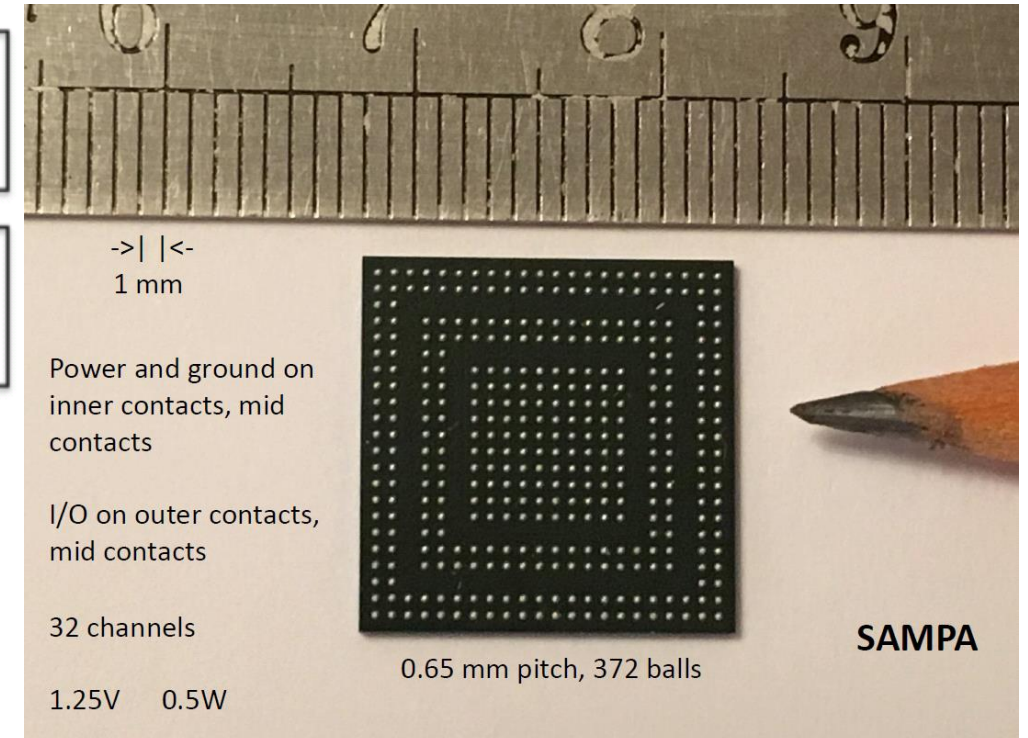 6 7 8 9
->| |<-
1 mm
Power and ground on
inner contacts, mid
contacts
I/O on outer contacts,
mid contacts
32 channels
1.25V 0.5W
0.65 mm pitch, 372 balls
SAMPA